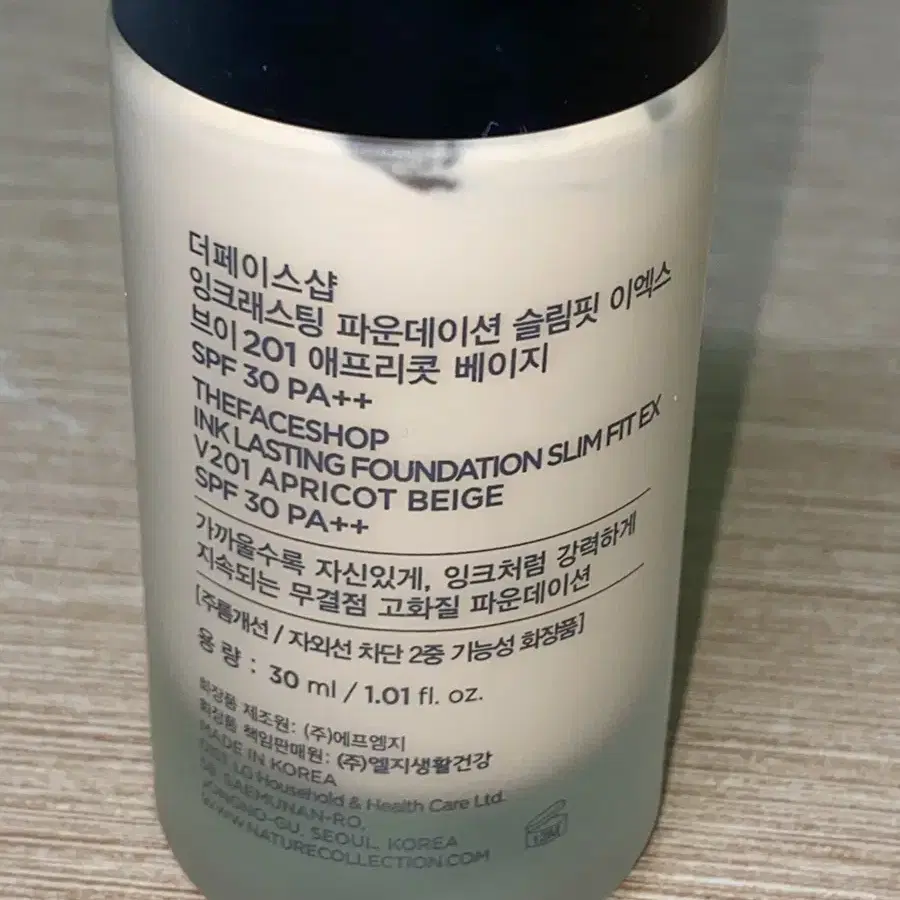 더페이스샵
잉크래스팅 파운데이션 슬림핏 이엑스
브이 201 애프리콧 베이지
SPF 30 PA++
THEFACESHOP
INK LASTING FOUNDATION SLIM FIT EX
V201 APRICOT BEIGE
SPF 30 PA++
가까울수록 자신있게, 잉크처럼 강력하게
지속되는 무결점 고화질 파운데이션
[주름개선 / 자외선 차단 2중 기능성 화장품]
용량 : 30 ml / 1.01 fl. oz.
화장품 제조원: (주)에프엠지
화장품 책임판매원: (주)엘지생활건강
MADE IN KOREA
LG Household & Health Care Ltd.
58, SAEMUNAN-RO,
JONGNO-GU, SEOUL, KOREA
WWW.NATURECOLLECTION.COM
12M